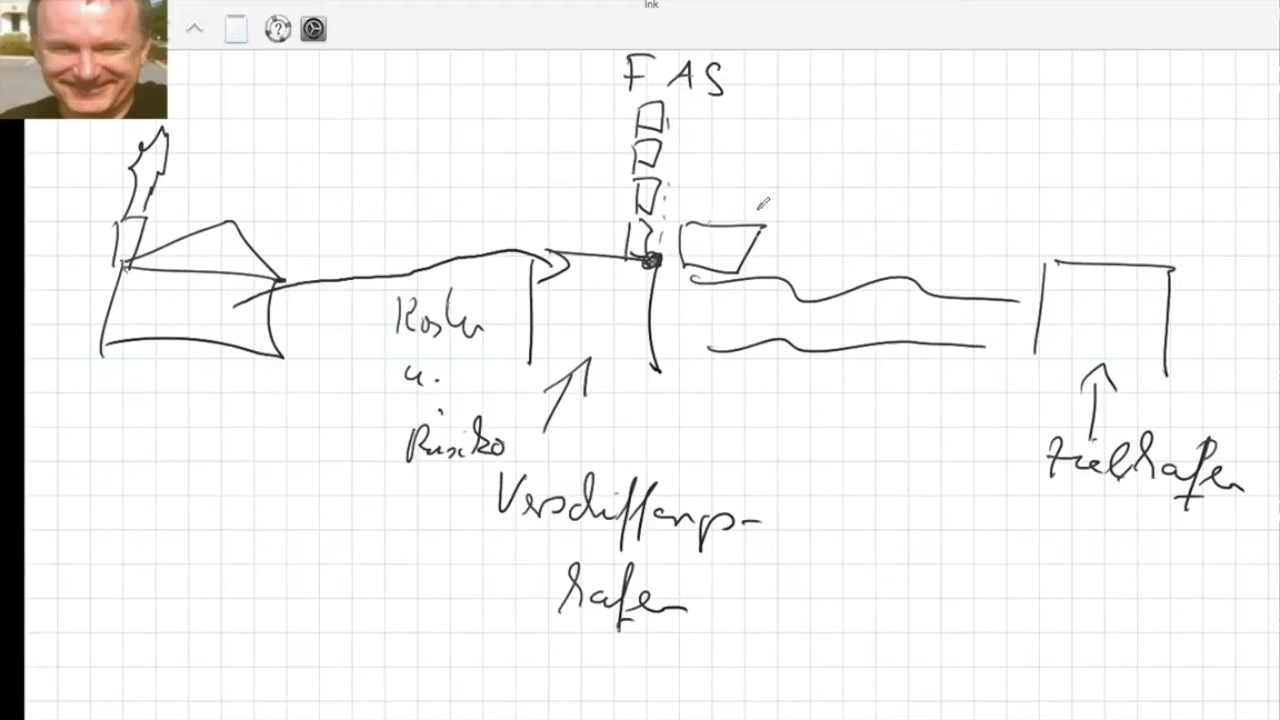 Ink
FAS
Kosten
u.
Risiko
Verschiffungs-
hafen
Zielhafen